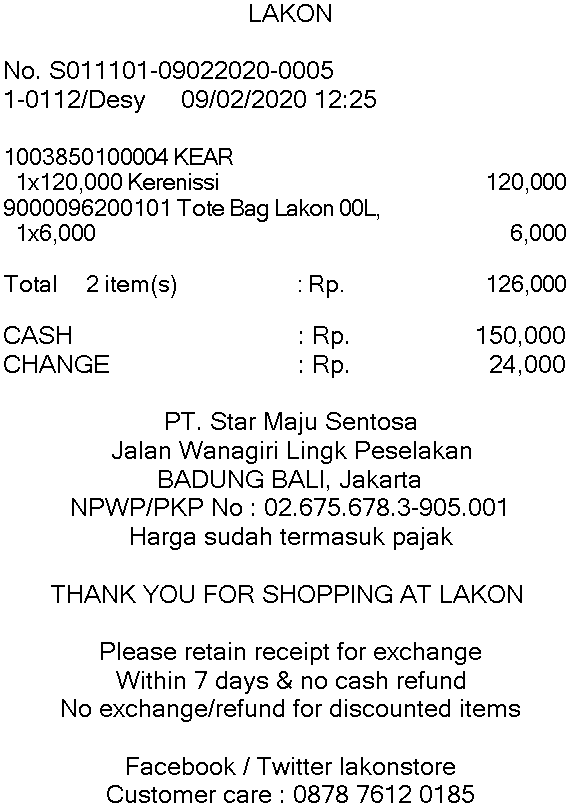 LAKON
No. S011101-09022020-0005
1-0112/Desy 09/02/2020 12:25
1003850100004 KEAR
1x120,000 Kerenissi 120,000
9000096200101 Tote Bag Lakon 00L,
1x6,000 6,000
Total 2 item(s) : Rp. 126,000
CASH : Rp. 150,000
CHANGE : Rp. 24,000
PT. Star Maju Sentosa
Jalan Wanagiri Lingk Peselakan
BADUNG BALI, Jakarta
NPWP/PKP No : 02.675.678.3-905.001
Harga sudah termasuk pajak
THANK YOU FOR SHOPPING AT LAKON
Please retain receipt for exchange
Within 7 days & no cash refund
No exchange/refund for discounted items
Facebook / Twitter lakonstore
Customer care : 0878 7612 0185